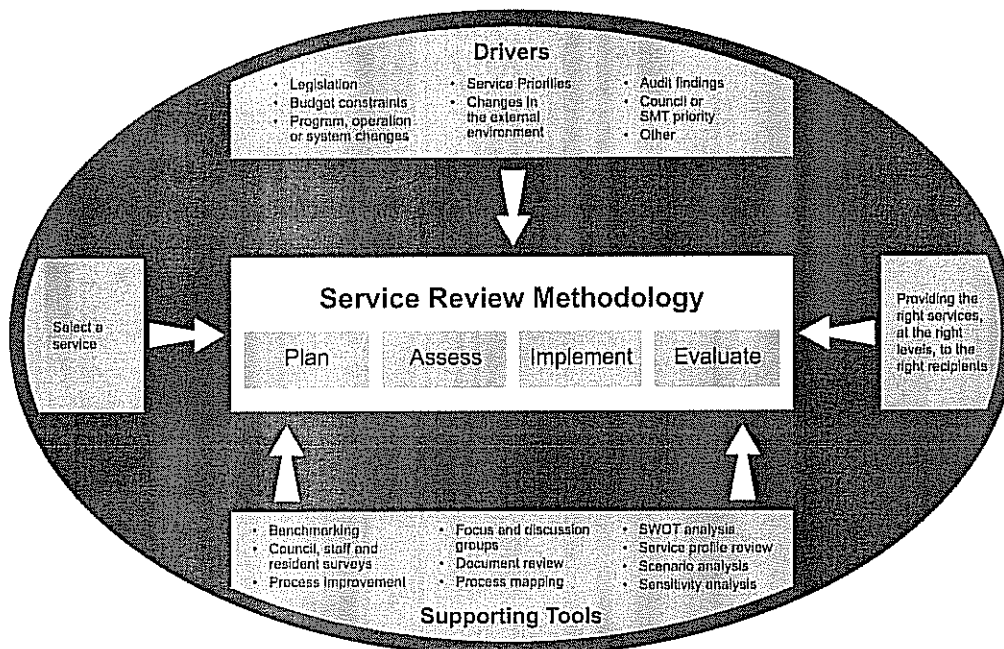 Drivers
• Legislation
• Budget constraints
• Program, operation
or system changes
• Service Priorities
• Changes in
the external
environment
• Audit findings
• Council or
SMT priority
• Other
Select a
service
Service Review Methodology
Plan
Assess
Implement
Evaluate
Providing the
right services,
at the right
levels, to the
right recipients
• Benchmarking
• Council, staff and
resident surveys
• Process Improvement
• Focus and discussion
groups
• Document review
• Process mapping
• SWOT analysis
• Service profile review
• Scenario analysis
• Sensitivity analysis
Supporting Tools